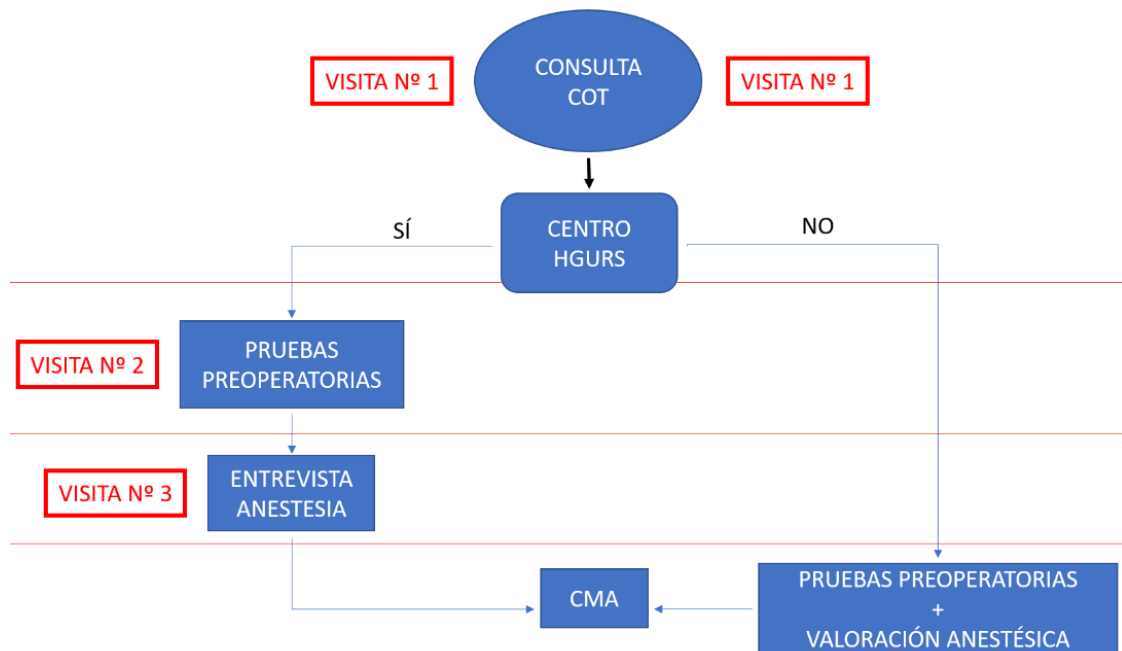 VISITA Nº 1
CONSULTA
COT
VISITA Nº 1
CENTRO
HGURS
SÍ
NO
VISITA Nº 2
PRUEBAS
PREOPERATORIAS
VISITA Nº 3
ENTREVISTA
ANESTESIA
CMA
PRUEBAS PREOPERATORIAS
+
VALORACIÓN ANESTÉSICA